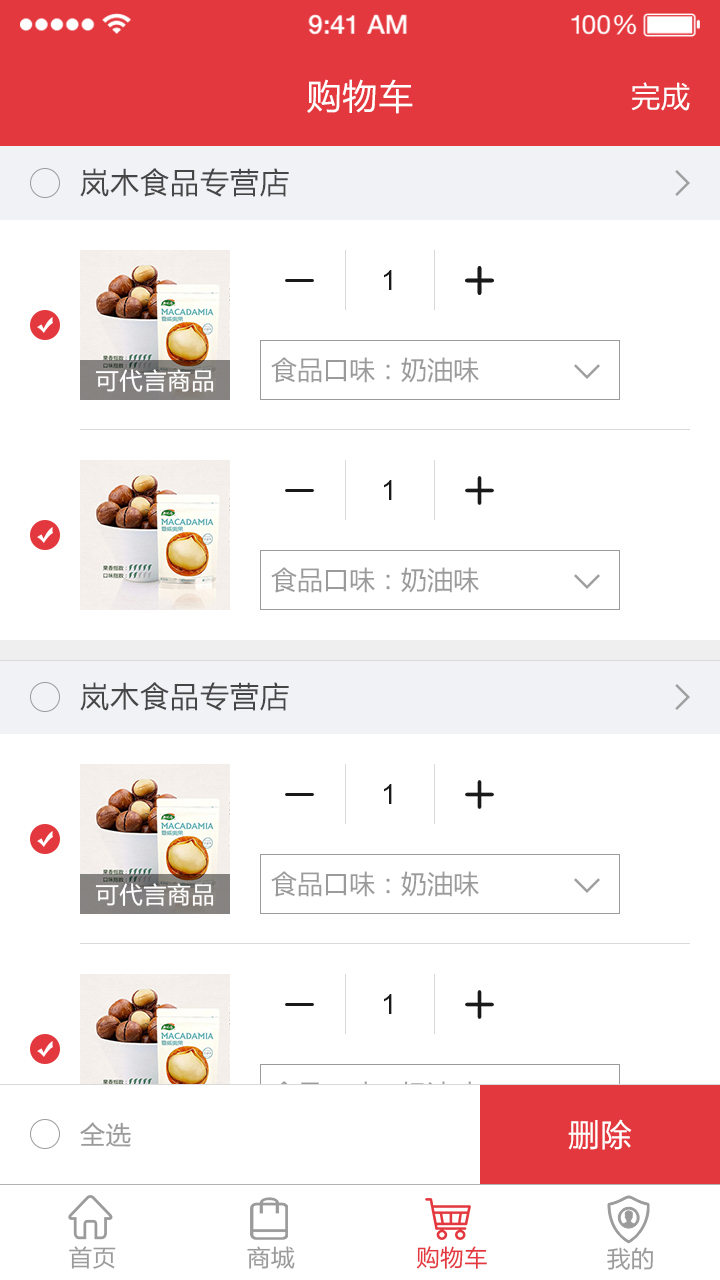 9:41 AM
100%
购物车
完成
岚木食品专营店
1
MACADAMIA
可代言商品
食品口味：奶油味
1
MACADAMIA
食品口味：奶油味
岚木食品专营店
1
MACADAMIA
可代言商品
食品口味：奶油味
1
MACADAMIA
全选
删除
首页
商城
购物车
我的